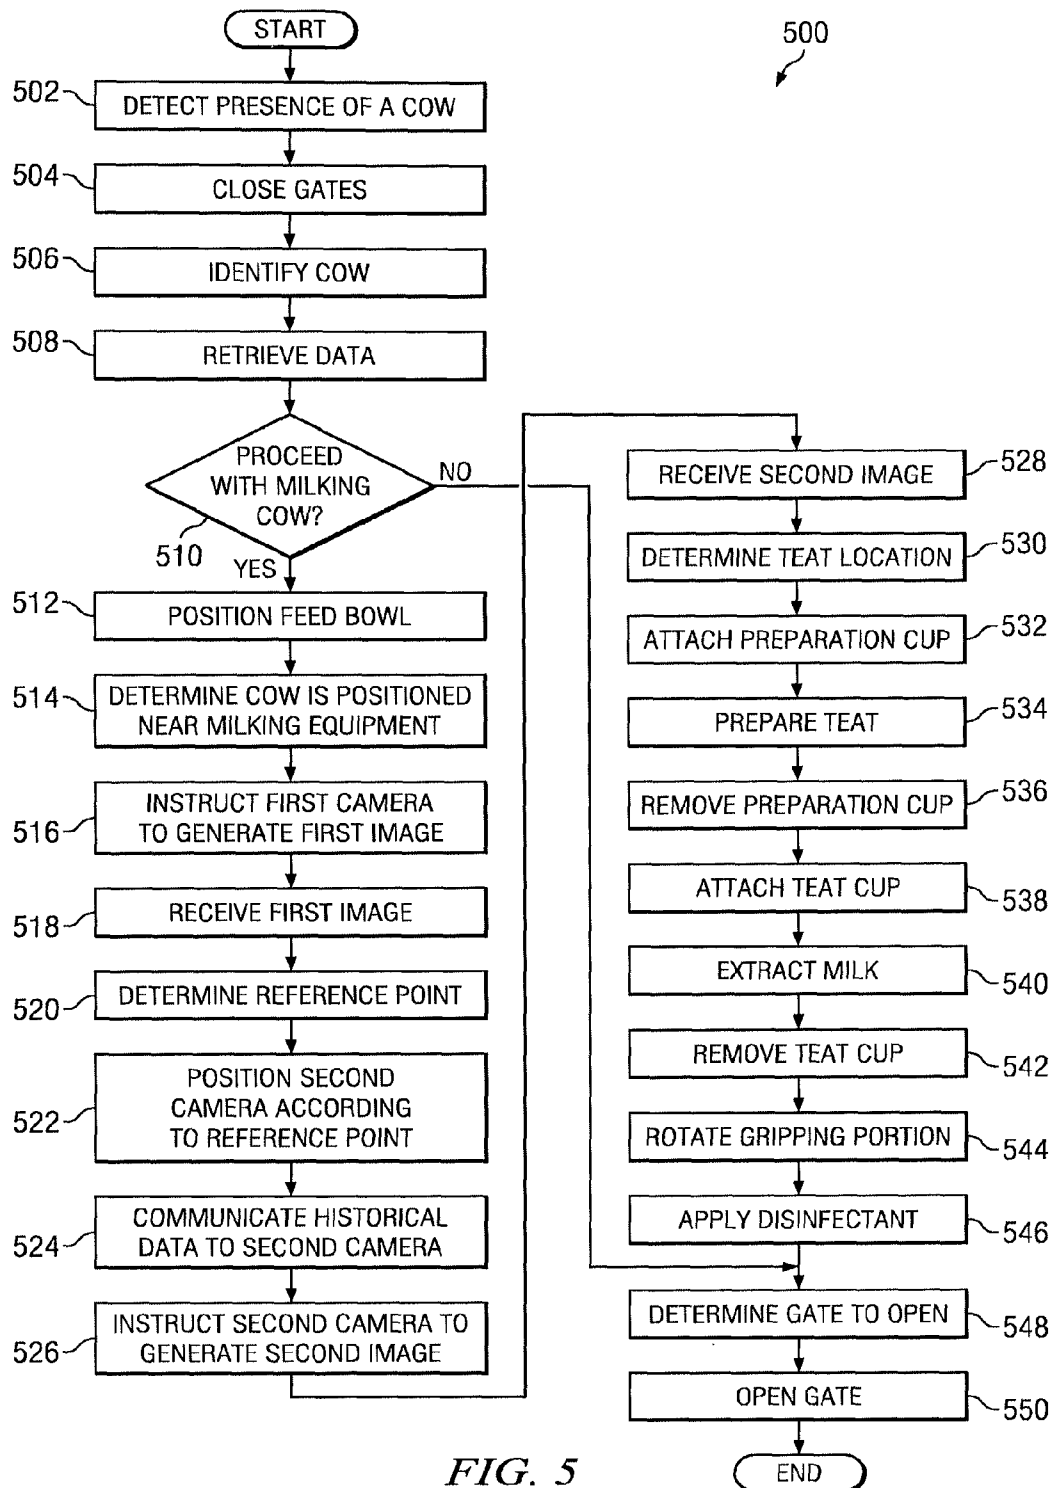 START
500
502
DETECT PRESENCE OF A COW
504
CLOSE GATES
506
IDENTIFY COW
508
RETRIEVE DATA
PROCEED
WITH MILKING
COW?
NO
510
YES
512
POSITION FEED BOWL
514
DETERMINE COW IS POSITIONED
NEAR MILKING EQUIPMENT
516
INSTRUCT FIRST CAMERA
TO GENERATE FIRST IMAGE
518
RECEIVE FIRST IMAGE
520
DETERMINE REFERENCE POINT
522
POSITION SECOND
CAMERA ACCORDING
TO REFERENCE POINT
524
COMMUNICATE HISTORICAL
DATA TO SECOND CAMERA
526
INSTRUCT SECOND CAMERA TO
GENERATE SECOND IMAGE
RECEIVE SECOND IMAGE
528
DETERMINE TEAT LOCATION
530
ATTACH PREPARATION CUP
532
PREPARE TEAT
534
REMOVE PREPARATION CUP
536
ATTACH TEAT CUP
538
EXTRACT MILK
540
REMOVE TEAT CUP
542
ROTATE GRIPPING PORTION
544
APPLY DISINFECTANT
546
DETERMINE GATE TO OPEN
548
OPEN GATE
550
END
FIG. 5